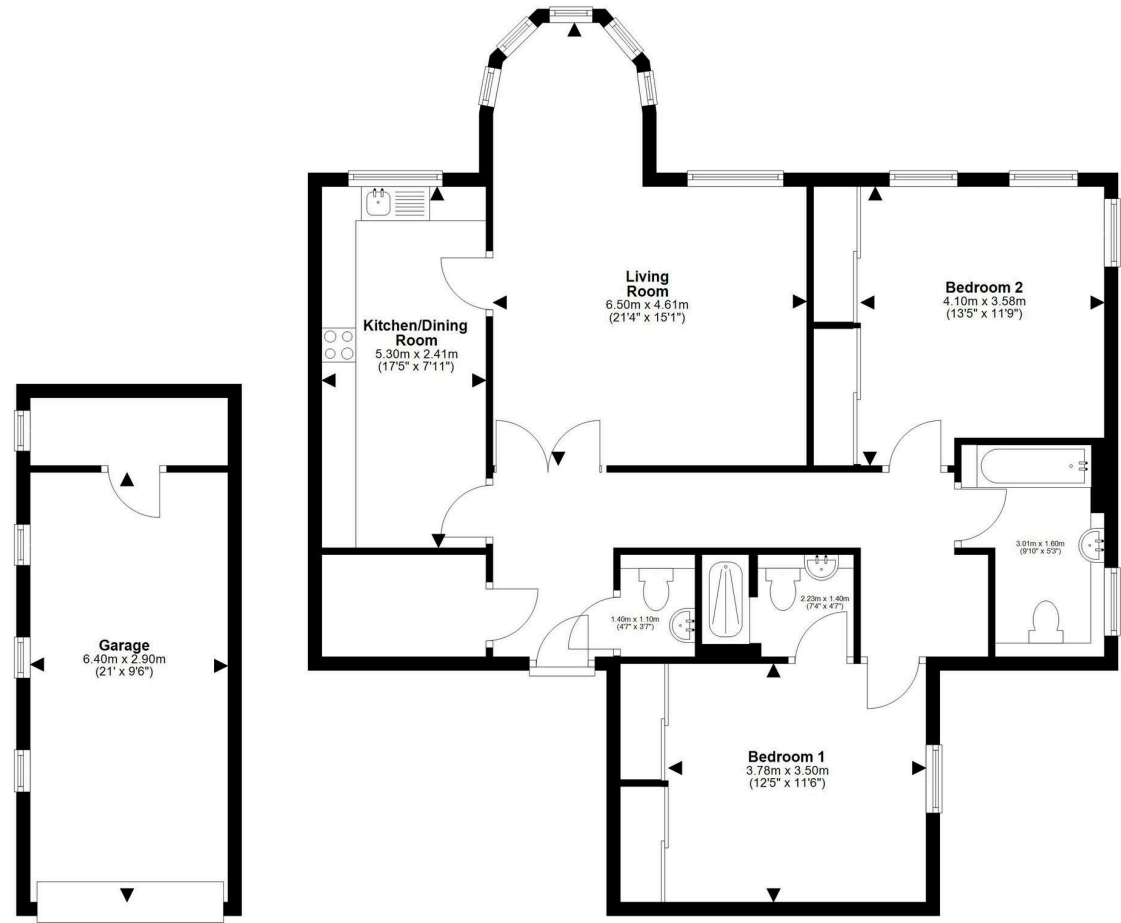 Living
Room
6.50m x 4.61m
(21'4" x 15'1")
Bedroom 2
4.10m x 3.58m
(13'5" x 11'9")
Kitchen/Dining
Room
5.30m x 2.41m
(17'5" x 7'11")
3.01m x 1.60m
(9'10" x 5'3")
2.23m x 1.40m
(7'4" x 4'7")
1.40m x 1.10m
(4'7" x 3'7")
Garage
6.40m x 2.90m
(21' x 9'6")
Bedroom 1
3.78m x 3.50m
(12'5" x 11'6")